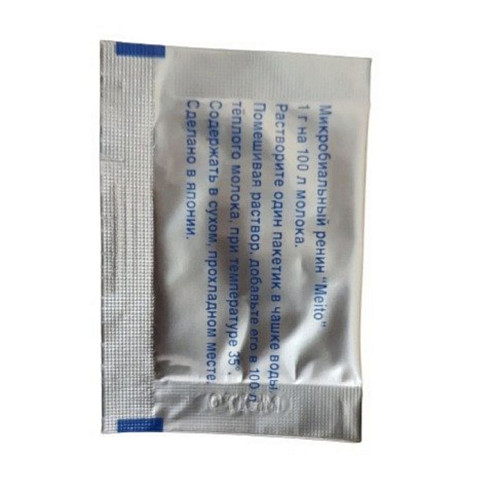 Микробиальный ренин "Meito"
1 г на 100 л молока.
Растворите один пакетик в чашке воды.
Помешивая раствор, добавьте его в 100 л
тёплого молока, при температуре 35°.
Содержать в сухом, прохладном месте.
Сделано в Японии.